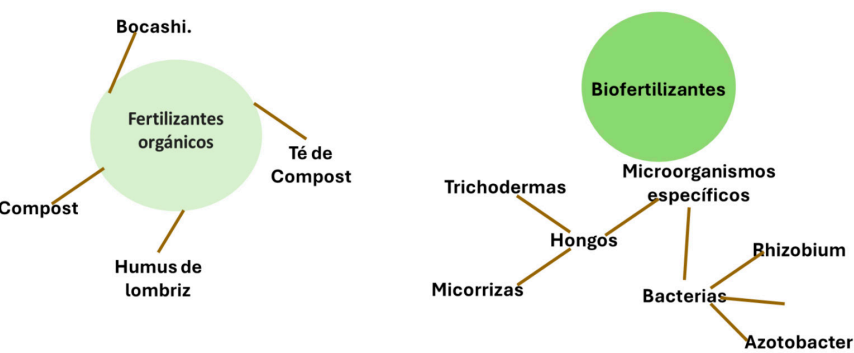 Bocashi.
Fertilizantes
orgánicos
Té de
Compost
Compost
Humus de
lombriz
Biofertilizantes
Microorganismos
específicos
Trichodermas
Hongos
Micorrizas
Rhizobium
Bacterias
Azotobacter